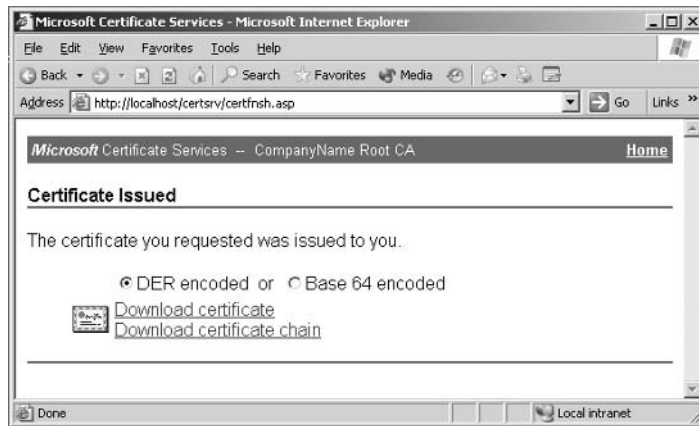 Microsoft Certificate Services - Microsoft Internet Explorer
File Edit View Favorites Tools Help
Back Search Favorites Media
Address http://localhost/certsrv/certfnsh.asp Go Links »
Microsoft Certificate Services -- CompanyName Root CA Home
Certificate Issued
The certificate you requested was issued to you.
DER encoded or Base 64 encoded
Download certificate
Download certificate chain
Done Local intranet